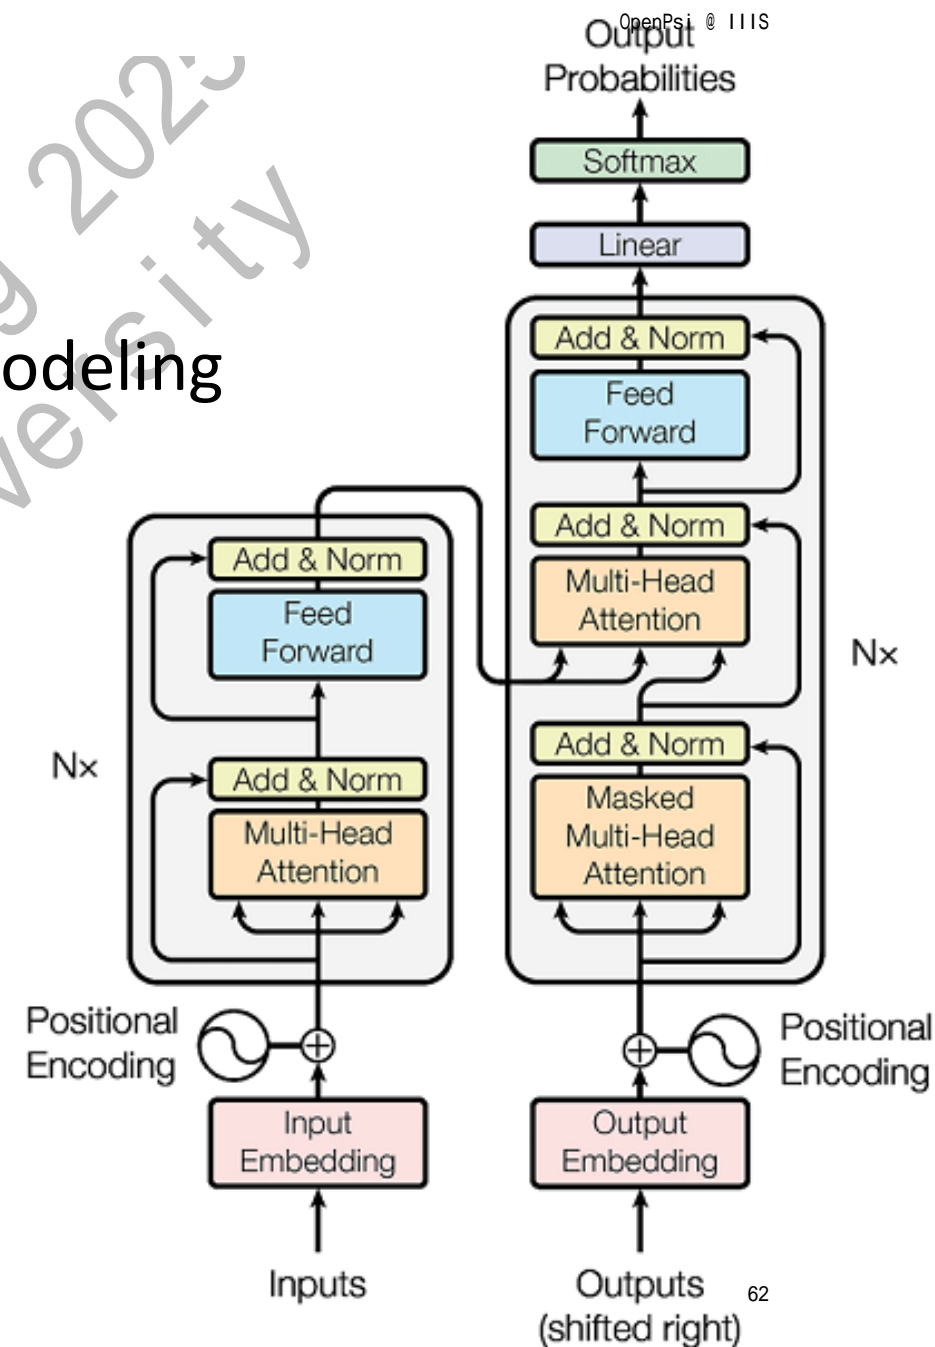 OpenPsi @ IIIS
Output
Probabilities
Softmax
Linear
Add & Norm
Feed
Forward
Add & Norm
Multi-Head
Attention
Nx
Add & Norm
Masked
Multi-Head
Attention
odeling
Add & Norm
Feed
Forward
Nx
Add & Norm
Multi-Head
Attention
Positional
Encoding
Positional
Encoding
Input
Embedding
Output
Embedding
Inputs
Outputs
(shifted right)
62
g 2025
versity